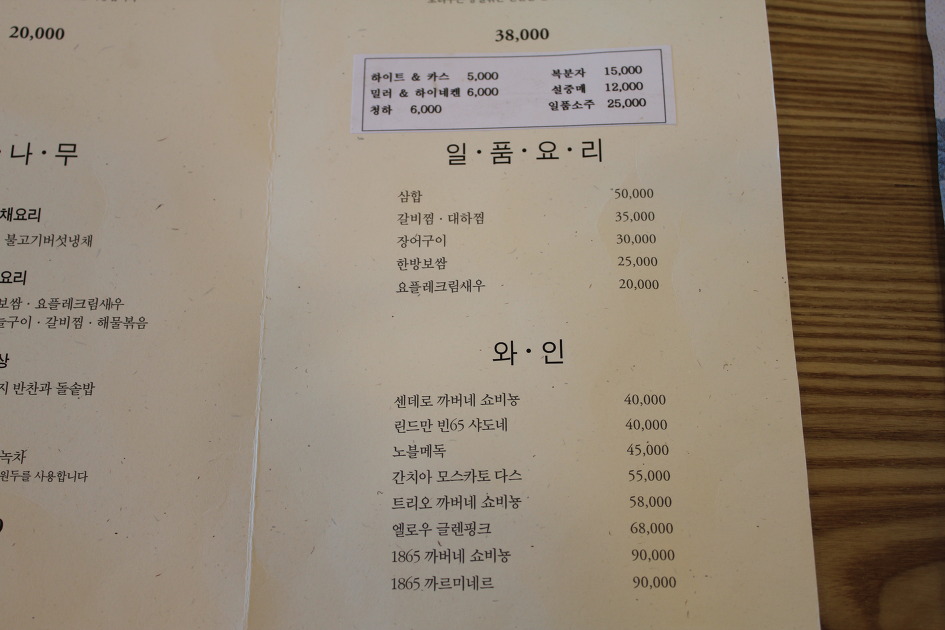 20,000
나·무
채요리
불고기버섯냉채
요리
보쌈 · 요플레크림새우
늘구이 · 갈비찜 · 해물볶음
상
지 반찬과 돌솥밥
녹차
원두를 사용합니다
38,000
하이트 & 카스 5,000 복분자 15,000
밀러 & 하이네켄 6,000 설중매 12,000
청하 6,000 일품소주 25,000
일·품·요·리
삼합 50,000
갈비찜 · 대하찜 35,000
장어구이 30,000
한방보쌈 25,000
요플레크림새우 20,000
와·인
센데로 까버네 쇼비뇽 40,000
린드만 빈65 샤도네 40,000
노블메독 45,000
간치아 모스카토 다스 55,000
트리오 까버네 쇼비뇽 58,000
옐로우 글렌핑크 68,000
1865 까버네 쇼비뇽 90,000
1865 까르미네르 90,000